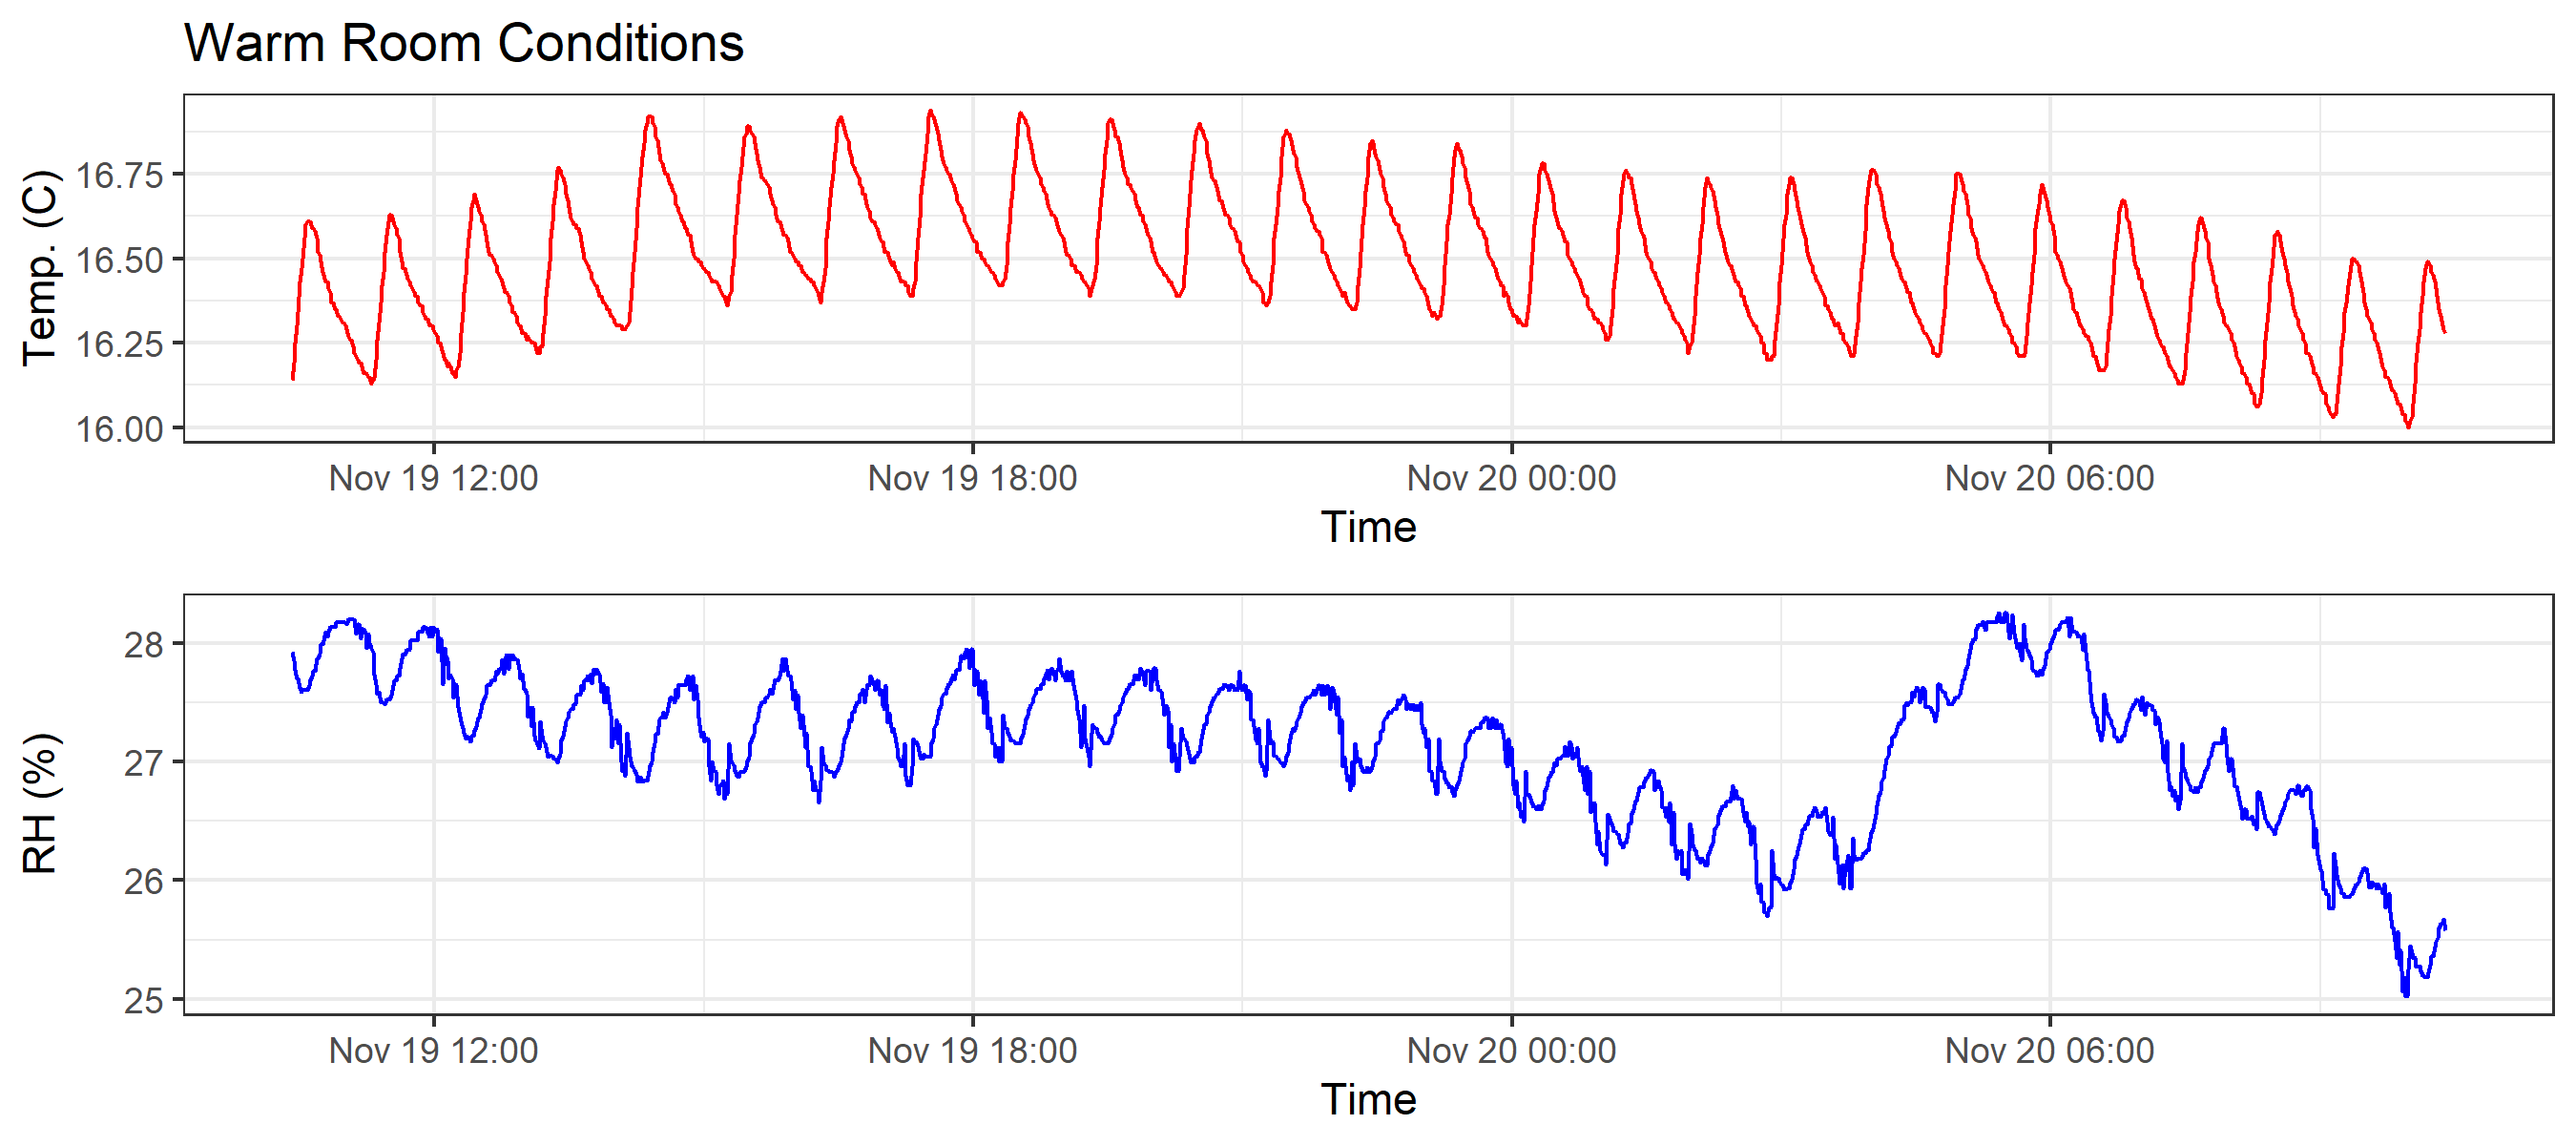 Warm Room Conditions
Temp. (C)
16.75
16.50
16.25
16.00
Nov 19 12:00 Nov 19 18:00 Nov 20 00:00 Nov 20 06:00
Time
RH (%)
28
27
26
25
Nov 19 12:00 Nov 19 18:00 Nov 20 00:00 Nov 20 06:00
Time